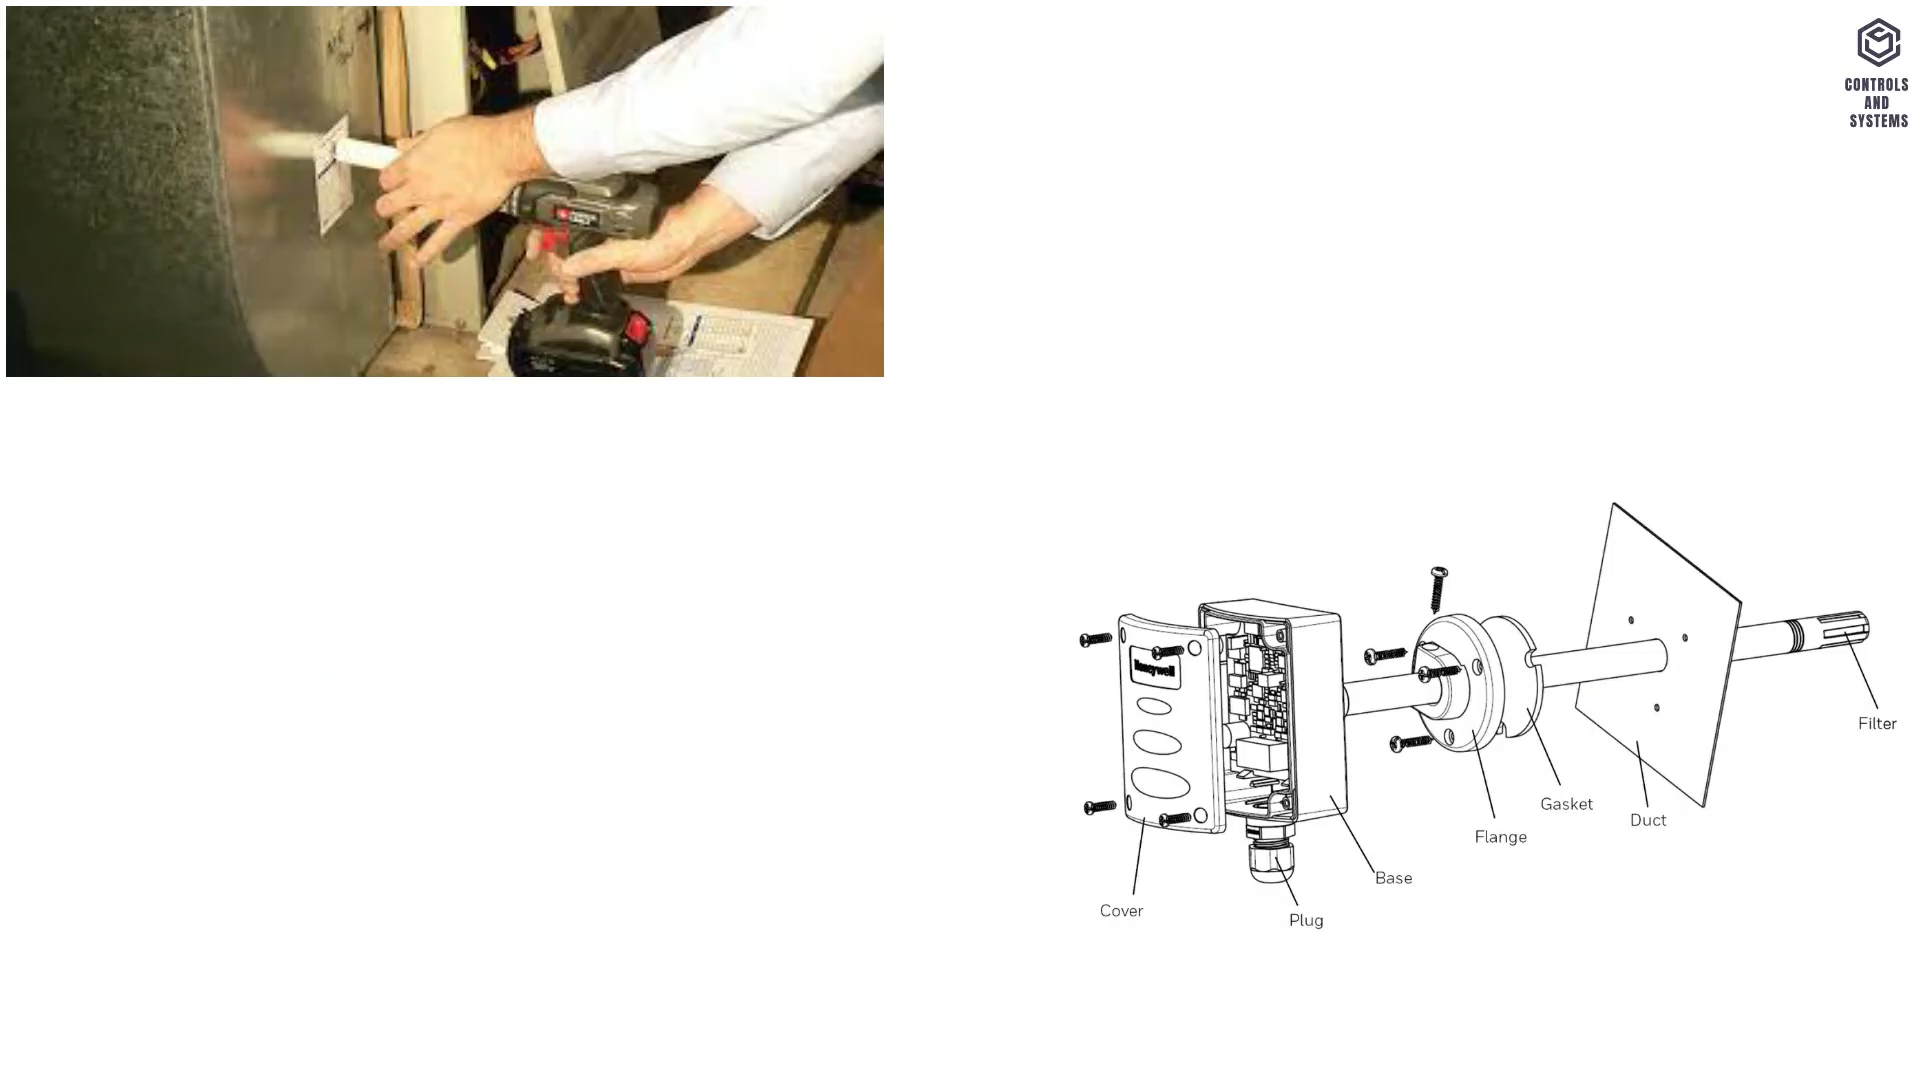 CONTROLS
AND
SYSTEMS
Honeywell
Filter
Gasket
Duct
Flange
Base
Cover
Plug